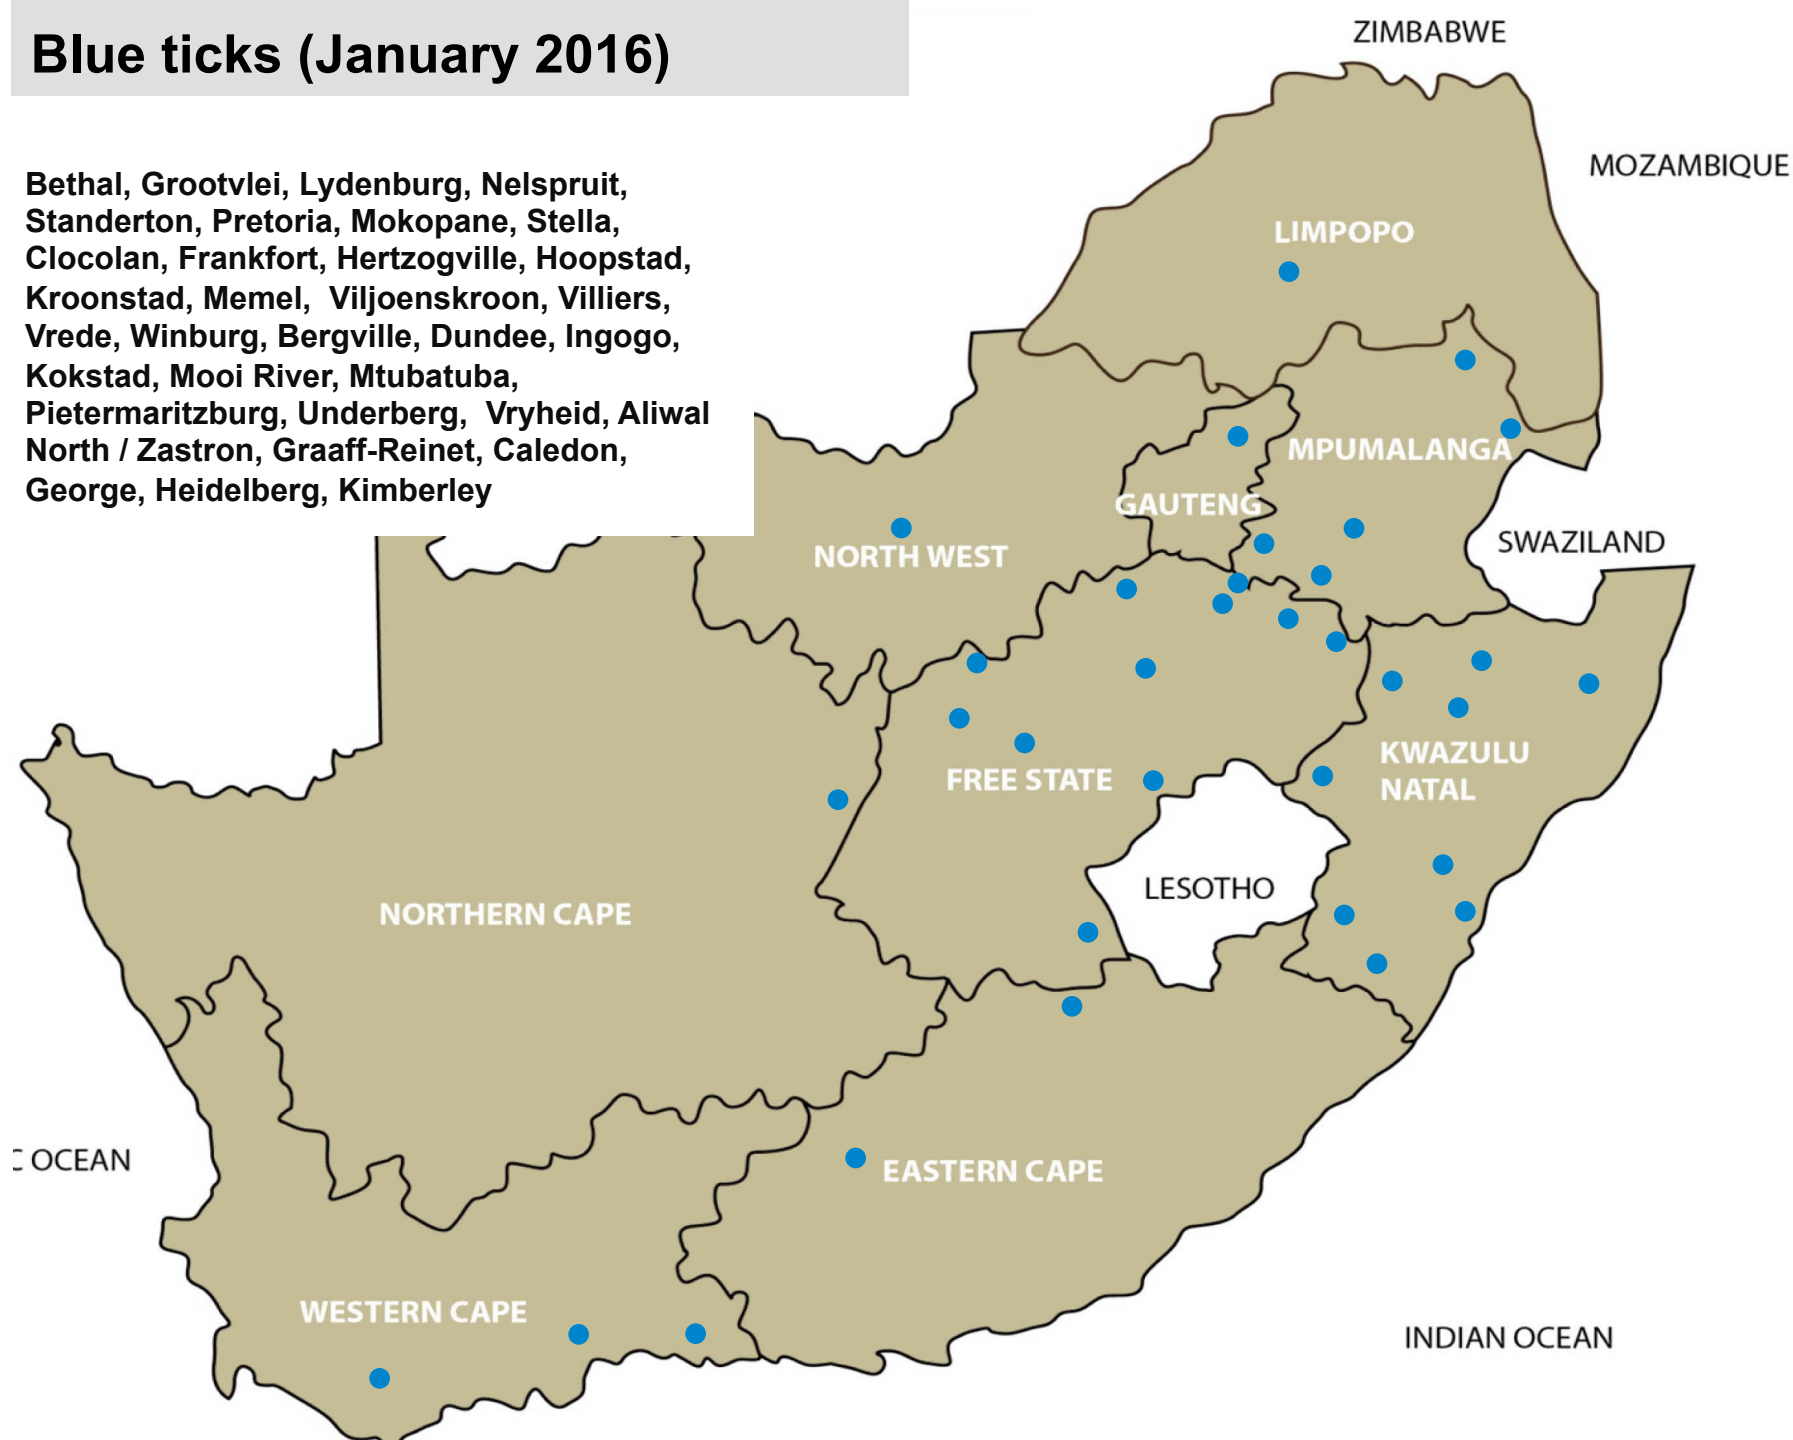 Blue ticks (January 2016)
Bethal, Grootvlei, Lydenburg, Nelspruit,
Standerton, Pretoria, Mokopane, Stella,
Clocolan, Frankfort, Hertzogville, Hoopstad,
Kroonstad, Memel, Viljoenskroon, Villiers,
Vrede, Winburg, Bergville, Dundee, Ingogo,
Kokstad, Mooi River, Mtubatuba,
Pietermaritzburg, Underberg, Vryheid, Aliwal
North / Zastron, Graaff-Reinet, Caledon,
George, Heidelberg, Kimberley
ZIMBABWE
MOZAMBIQUE
LIMPOPO
MPUMALANGA
GAUTENG
SWAZILAND
NORTH WEST
KWAZULU
NATAL
FREE STATE
LESOTHO
NORTHERN CAPE
C OCEAN
EASTERN CAPE
WESTERN CAPE
INDIAN OCEAN